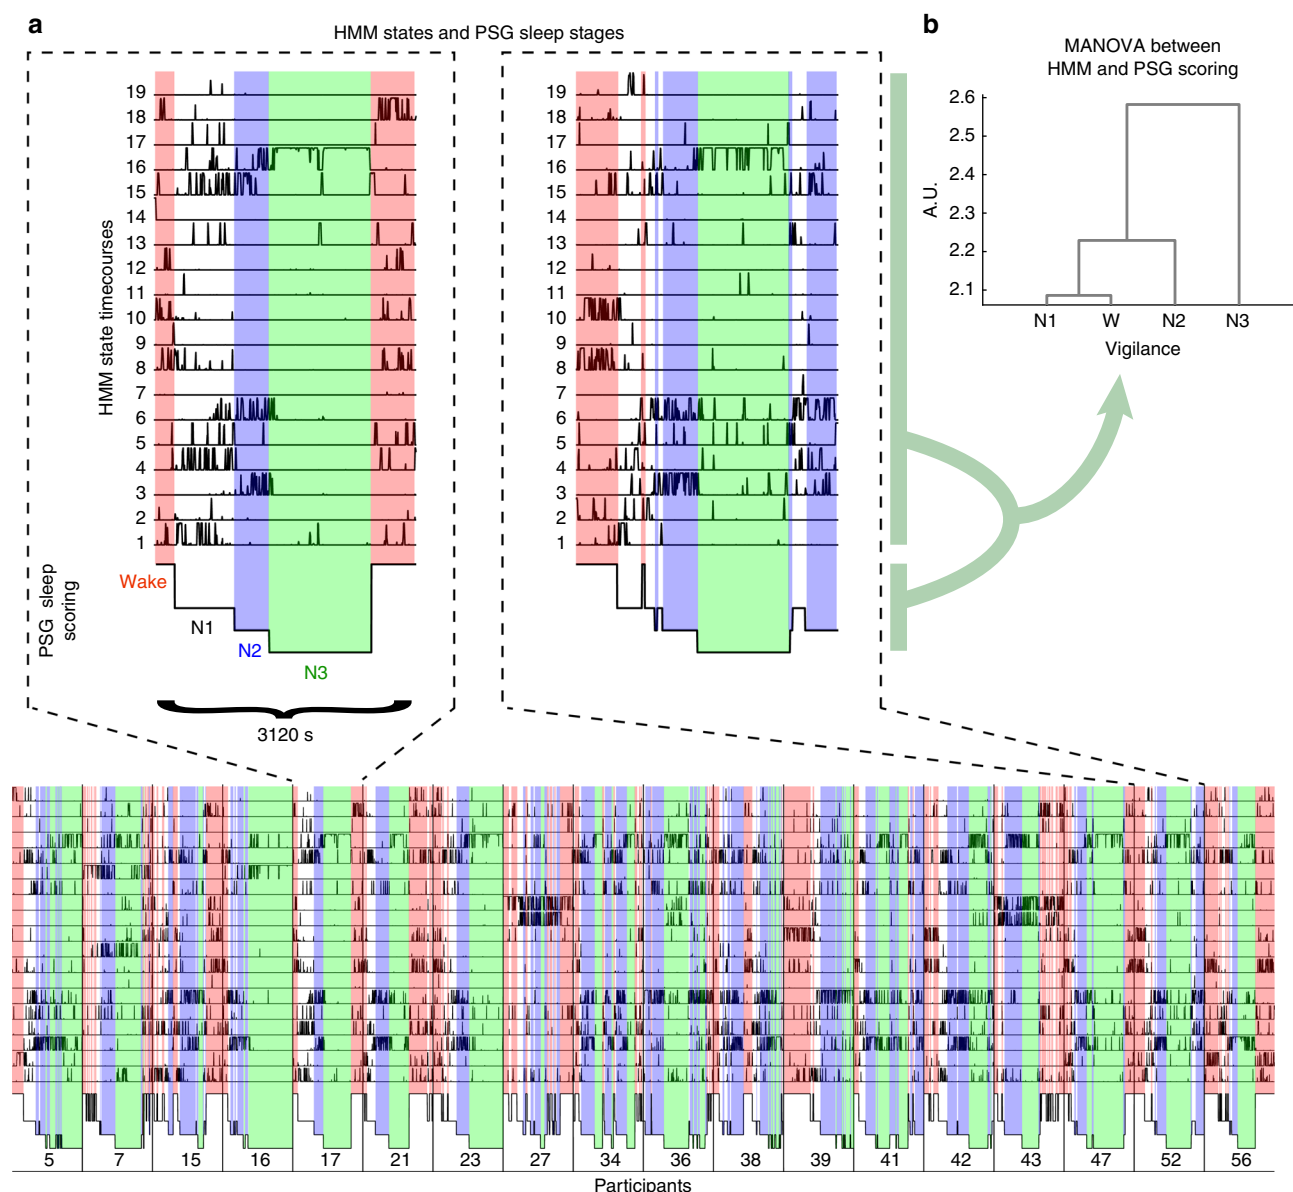 a
HMM states and PSG sleep stages
19
18
17
16
15
14
13
12
11
10
9
8
7
6
5
4
3
2
1
HMM state timecourses
PSG sleep
scoring
Wake
N1
N2
N3
3120 s
19
18
17
16
15
14
13
12
11
10
9
8
7
6
5
4
3
2
1
b
MANOVA between
HMM and PSG scoring
2.6
2.5
2.4
2.3
2.2
2.1
A.U.
N1 W N2 N3
Vigilance
5 7 15 16 17 21 23 27 34 36 38 39 41 42 43 47 52 56
Participants